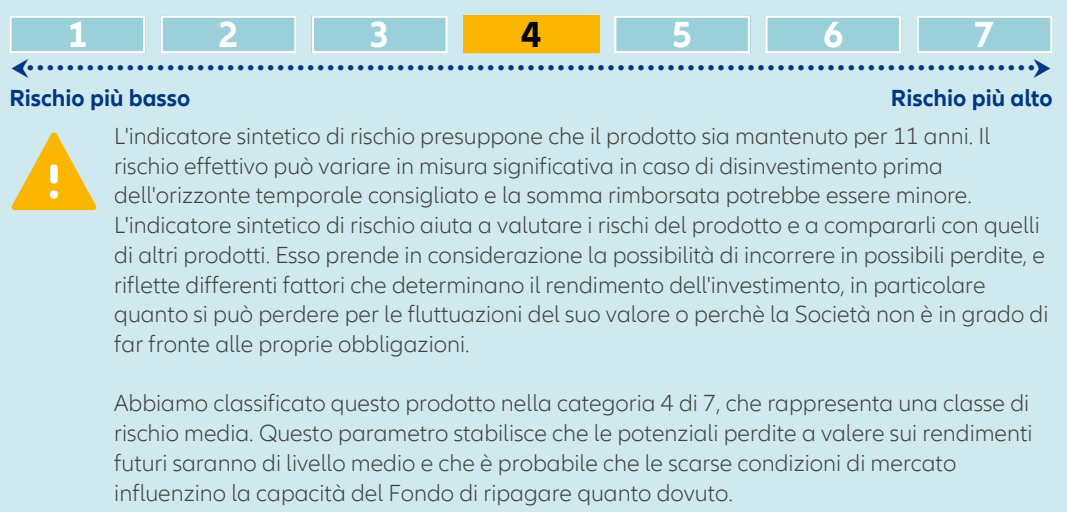 1 2 3 4 5 6 7
Rischio più basso Rischio più alto
L'indicatore sintetico di rischio presuppone che il prodotto sia mantenuto per 11 anni. Il
rischio effettivo può variare in misura significativa in caso di disinvestimento prima
dell'orizzonte temporale consigliato e la somma rimborsata potrebbe essere minore.
L'indicatore sintetico di rischio aiuta a valutare i rischi del prodotto e a compararli con quelli
di altri prodotti. Esso prende in considerazione la possibilità di incorrere in possibili perdite, e
riflette differenti fattori che determinano il rendimento dell'investimento, in particolare
quanto si può perdere per le fluttuazioni del suo valore o perchè la Società non è in grado di
far fronte alle proprie obbligazioni.
Abbiamo classificato questo prodotto nella categoria 4 di 7, che rappresenta una classe di
rischio media. Questo parametro stabilisce che le potenziali perdite a valere sui rendimenti
futuri saranno di livello medio e che è probabile che le scarse condizioni di mercato
influenzino la capacità del Fondo di ripagare quanto dovuto.